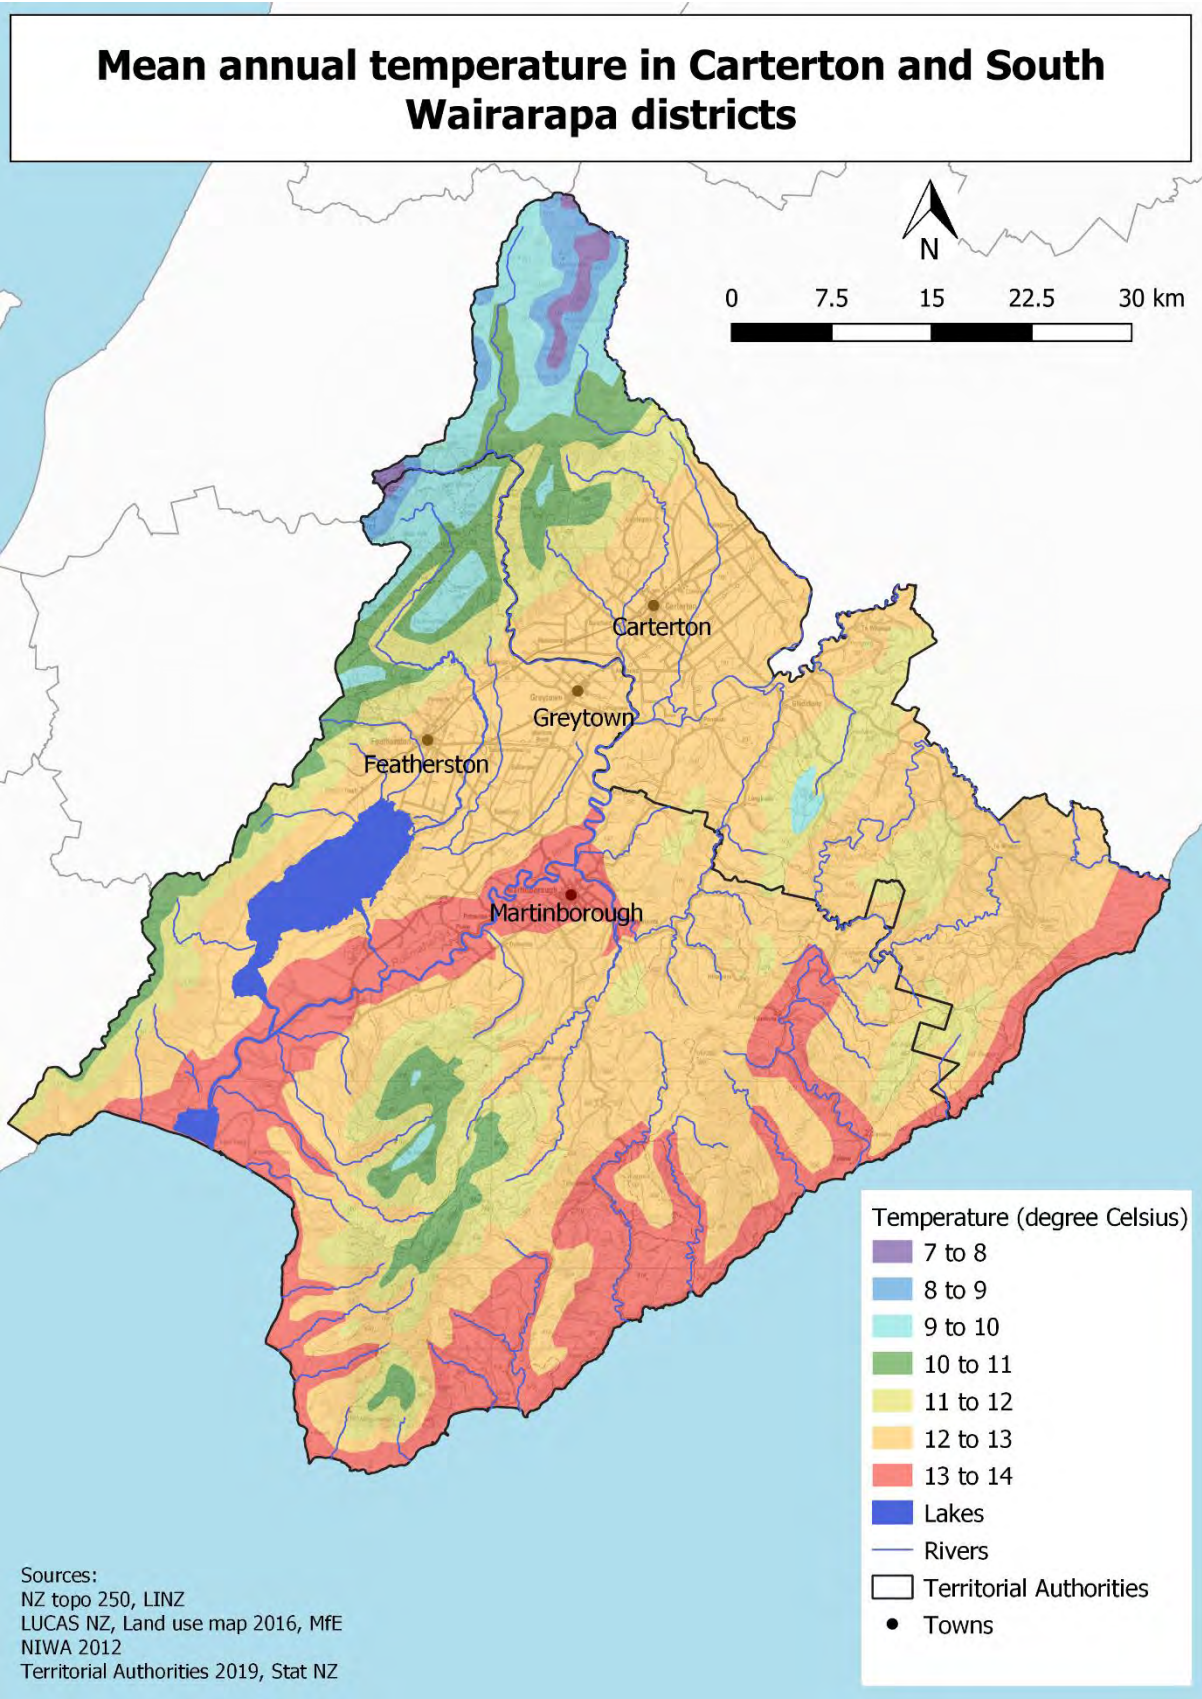 Mean annual temperature in Carterton and South
Wairarapa districts
N
0 7.5 15 22.5 30 km
Carterton
Greytown
Featherston
Martinborough
Temperature (degree Celsius)
7 to 8
8 to 9
9 to 10
10 to 11
11 to 12
12 to 13
13 to 14
Lakes
Rivers
Territorial Authorities
Towns
Sources:
NZ topo 250, LINZ
LUCAS NZ, Land use map 2016, MfE
NIWA 2012
Territorial Authorities 2019, Stat NZ